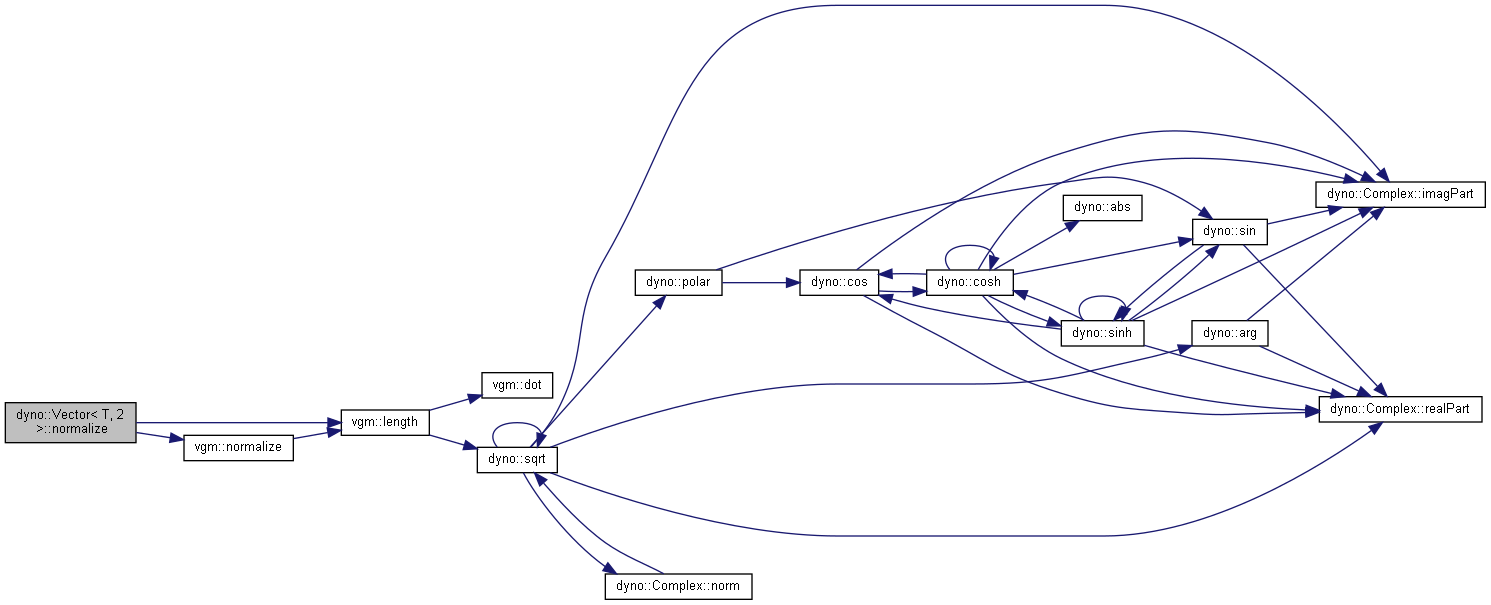 dyno::Vector< T, 2
>::normalize
vgm::normalize
vgm::length
vgm::dot
dyno::sqrt
dyno::Complex::norm
dyno::polar
dyno::cos
dyno::cosh
dyno::abs
dyno::sinh
dyno::sin
dyno::arg
dyno::Complex::imagPart
dyno::Complex::realPart